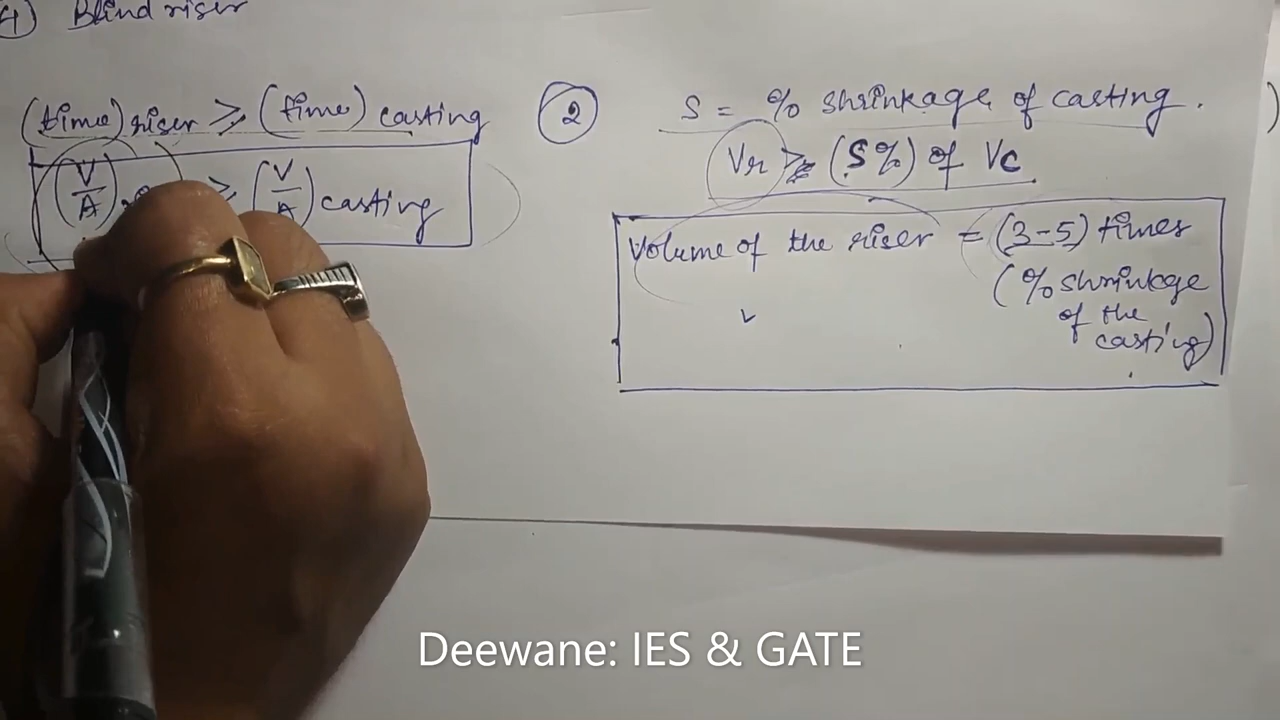 4) Blind riser
(time) riser ⩾ (time) casting
(V/A) ⩾ (V/A) casting
2
S = % shrinkage of casting .
Vr ⩾ (S%) of Vc
Volume of the riser = (3-5) times
(% shrinkage
of the
casting)
Deewane: IES & GATE